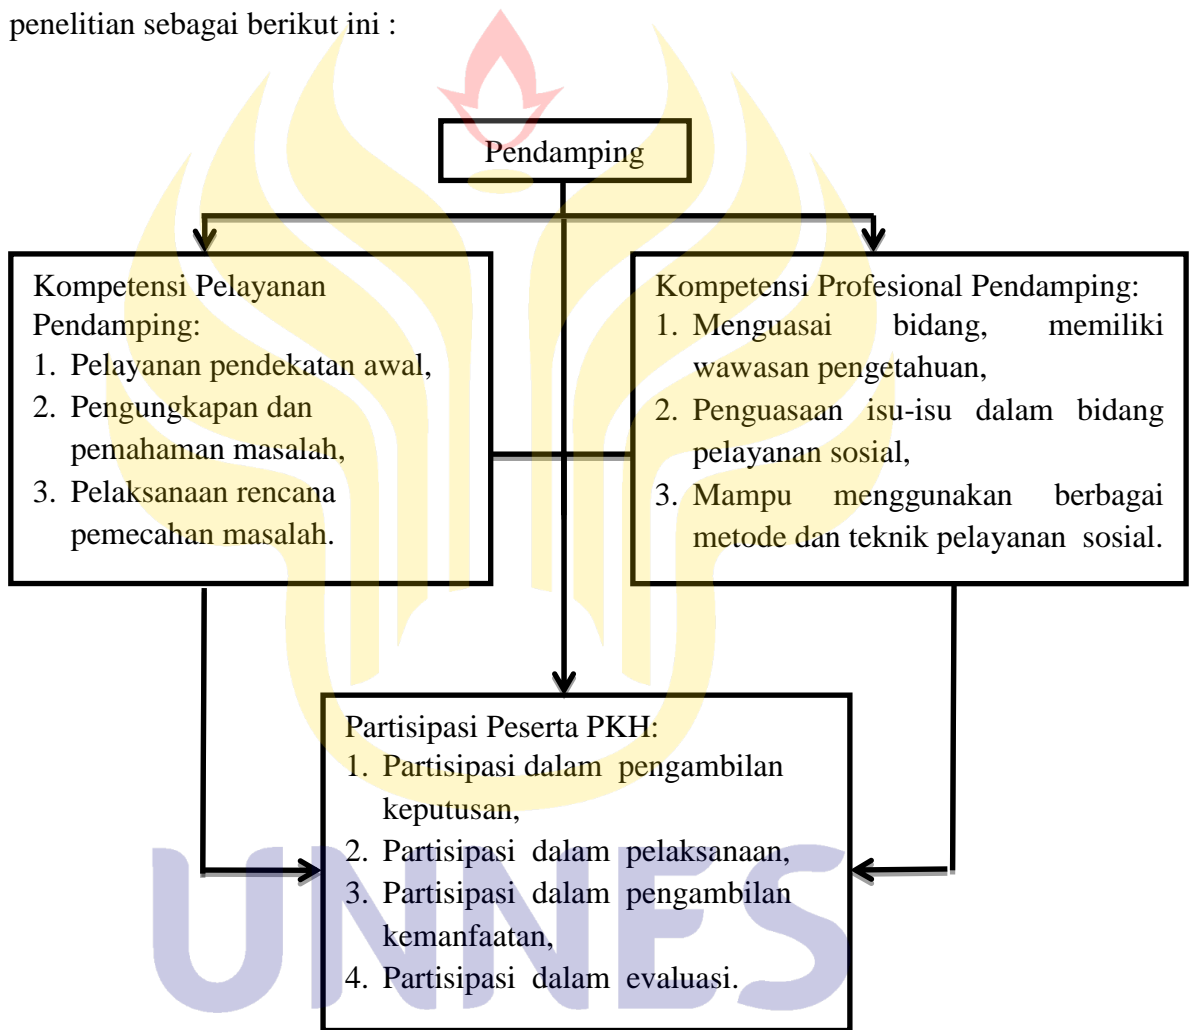 penelitian sebagai berikut ini :
Pendamping
Kompetensi Pelayanan
Pendamping:
1. Pelayanan pendekatan awal,
2. Pengungkapan dan
pemahaman masalah,
3. Pelaksanaan rencana
pemecahan masalah.
Kompetensi Profesional Pendamping:
1. Menguasai bidang, memiliki
wawasan pengetahuan,
2. Penguasaan isu-isu dalam bidang
pelayanan sosial,
3. Mampu menggunakan berbagai
metode dan teknik pelayanan sosial.
Partisipasi Peserta PKH:
1. Partisipasi dalam pengambilan
keputusan,
2. Partisipasi dalam pelaksanaan,
3. Partisipasi dalam pengambilan
kemanfaatan,
4. Partisipasi dalam evaluasi.
UNNES